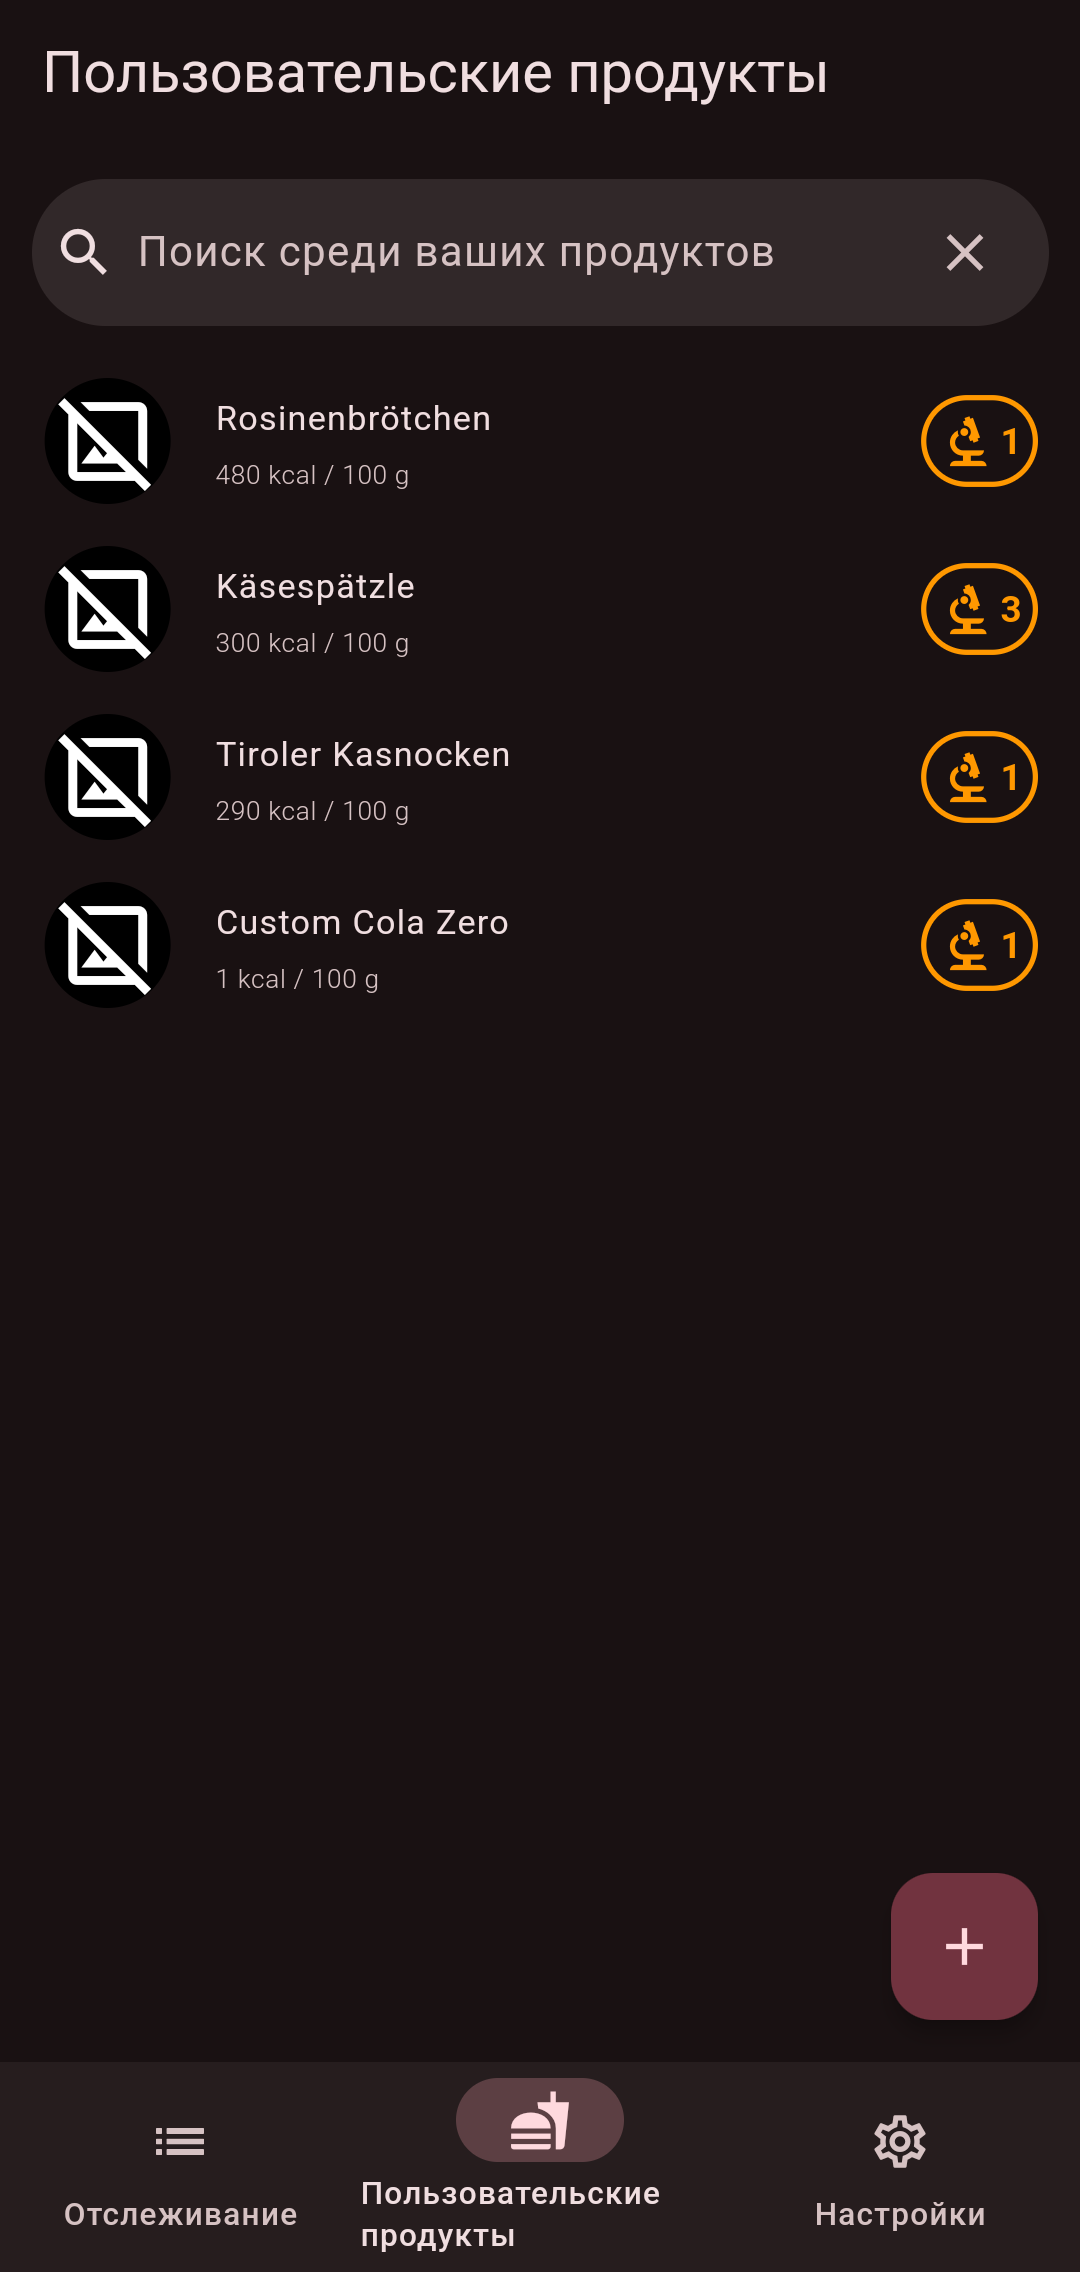 Пользовательские продукты
Поиск среди ваших продуктов
Rosinenbrötchen
480 kcal / 100 g
1
Käsespätzle
300 kcal / 100 g
3
Tiroler Kasnocken
290 kcal / 100 g
1
Custom Cola Zero
1 kcal / 100 g
1
Отслеживание
Пользовательские
продукты
Настройки